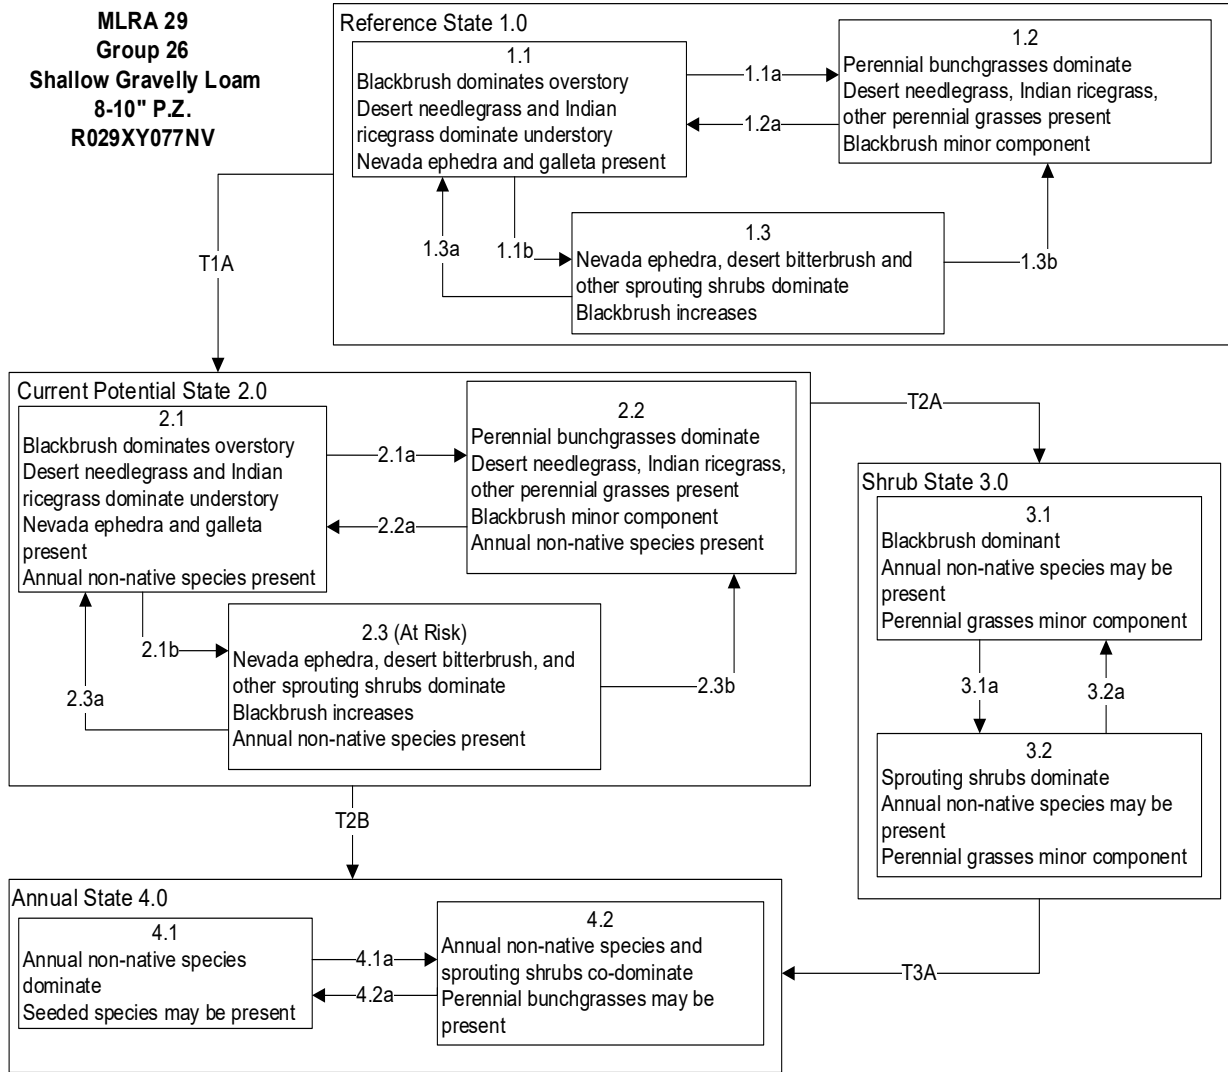 MLRA 29
Group 26
Shallow Gravelly Loam
8-10" P.Z.
R029XY077NV
Reference State 1.0
1.1
Blackbrush dominates overstory
Desert needlegrass and Indian
ricegrass dominate understory
Nevada ephedra and galleta present
1.1a
1.2a
1.2
Perennial bunchgrasses dominate
Desert needlegrass, Indian ricegrass,
other perennial grasses present
Blackbrush minor component
1.3a
1.1b
1.3
Nevada ephedra, desert bitterbrush and
other sprouting shrubs dominate
Blackbrush increases
1.3b
T1A
Current Potential State 2.0
2.1
Blackbrush dominates overstory
Desert needlegrass and Indian
ricegrass dominate understory
Nevada ephedra and galleta
present
Annual non-native species present
2.1a
2.2a
2.2
Perennial bunchgrasses dominate
Desert needlegrass, Indian ricegrass,
other perennial grasses present
Blackbrush minor component
Annual non-native species present
2.3a
2.1b
2.3 (At Risk)
Nevada ephedra, desert bitterbrush, and
other sprouting shrubs dominate
Blackbrush increases
Annual non-native species present
2.3b
T2A
Shrub State 3.0
3.1
Blackbrush dominant
Annual non-native species may be
present
Perennial grasses minor component
3.1a
3.2a
3.2
Sprouting shrubs dominate
Annual non-native species may be
present
Perennial grasses minor component
T2B
T3A
Annual State 4.0
4.1
Annual non-native species
dominate
Seeded species may be present
4.1a
4.2a
4.2
Annual non-native species and
sprouting shrubs co-dominate
Perennial bunchgrasses may be
present